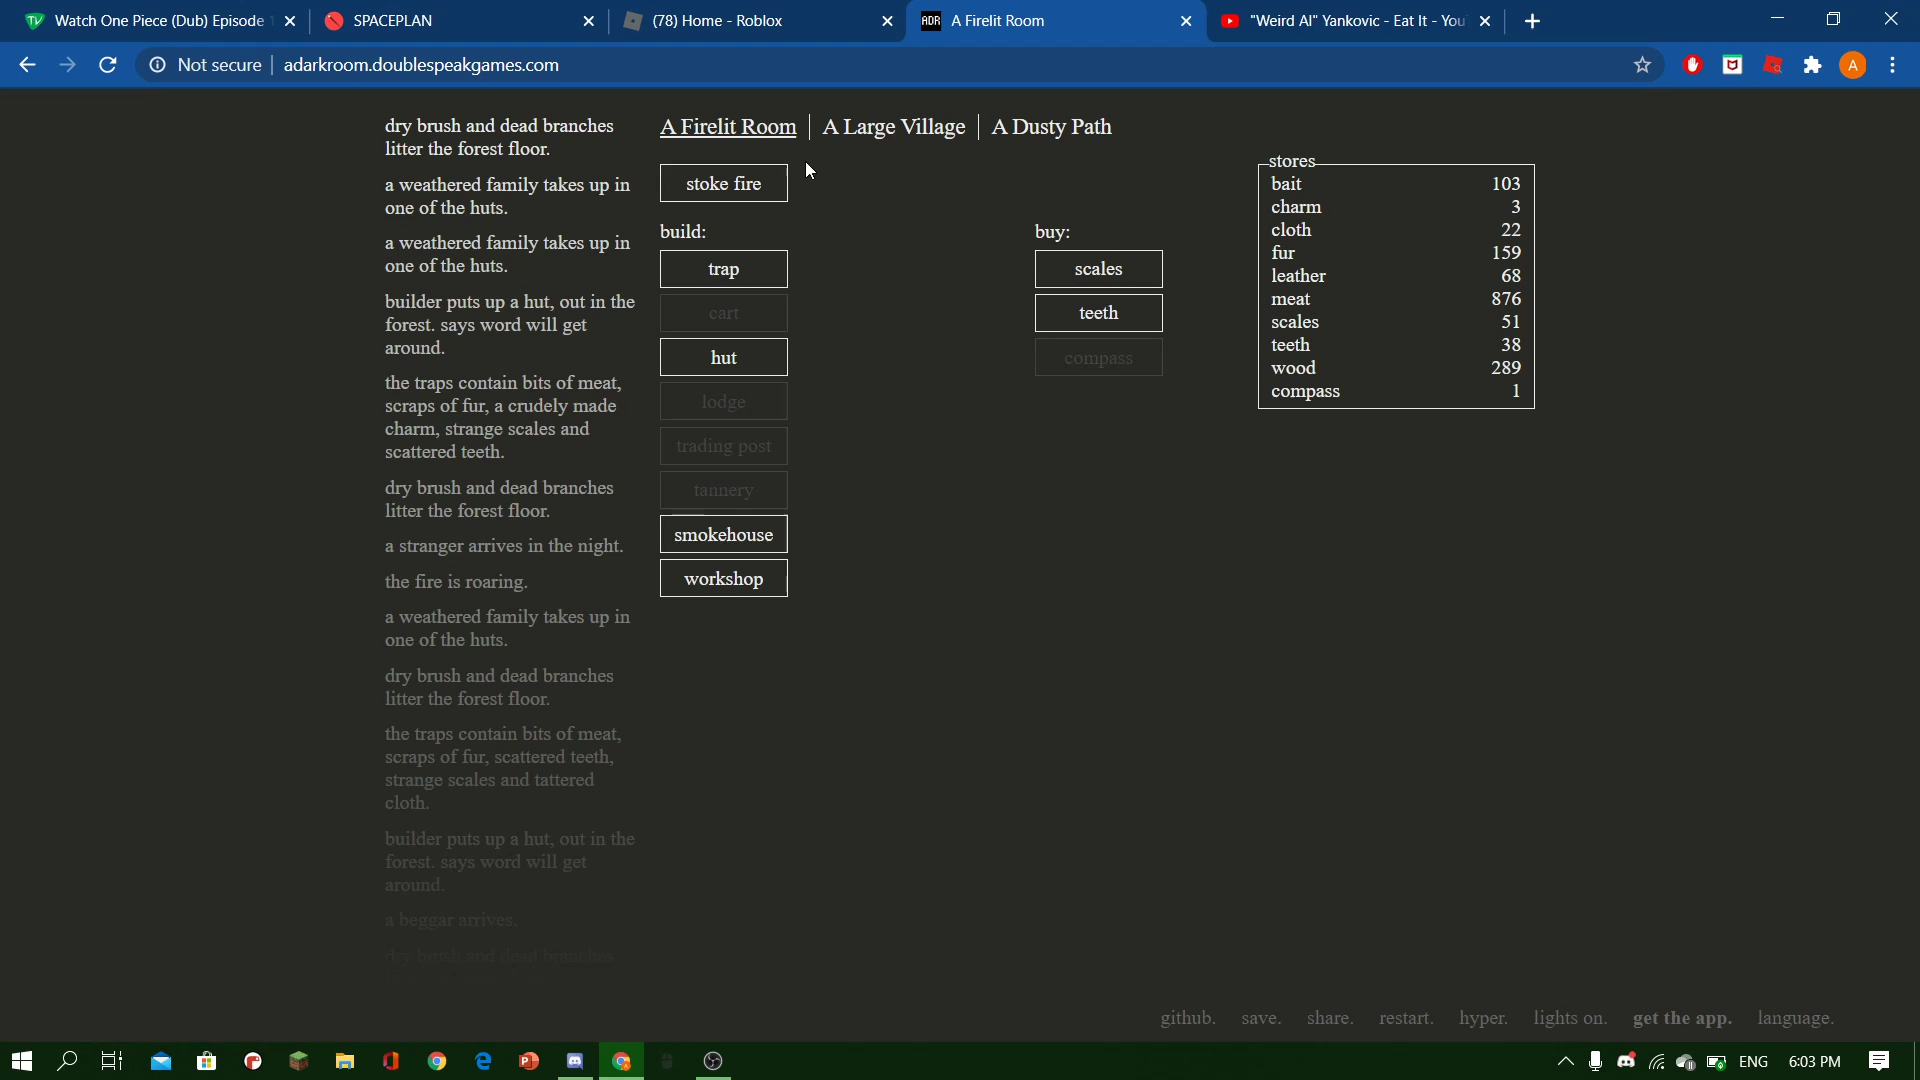 Watch One Piece (Dub) Episode
SPACEPLAN
(78) Home - Roblox
A Firelit Room
"Weird Al" Yankovic - Eat It - You
Not secure
adarkroom.doublespeakgames.com
A
dry brush and dead branches
litter the forest floor.
a weathered family takes up in
one of the huts.
a weathered family takes up in
one of the huts.
builder puts up a hut, out in the
forest. says word will get
around.
the traps contain bits of meat,
scraps of fur, a crudely made
charm, strange scales and
scattered teeth.
dry brush and dead branches
litter the forest floor.
a stranger arrives in the night.
the fire is roaring.
a weathered family takes up in
one of the huts.
dry brush and dead branches
litter the forest floor.
the traps contain bits of meat,
scraps of fur, scattered teeth,
strange scales and tattered
cloth.
builder puts up a hut, out in the
forest. says word will get
around.
a beggar arrives.
dry brush and dead branches
A Firelit Room | A Large Village | A Dusty Path
stoke fire
build:
trap
cart
hut
lodge
trading post
tannery
smokehouse
workshop
buy:
scales
teeth
compass
stores
bait 103
charm 3
cloth 22
fur 159
leather 68
meat 876
scales 51
teeth 38
wood 289
compass 1
github. save. share. restart. hyper. lights on. get the app. language.
ENG
6:03 PM